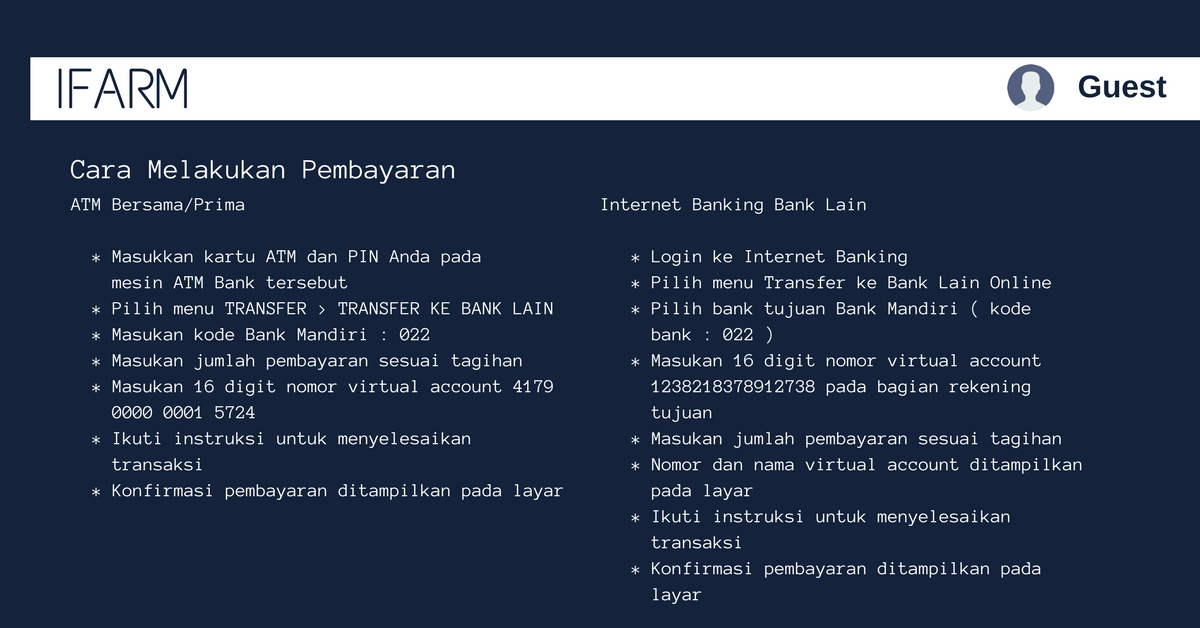 IFARM
Guest
Cara Melakukan Pembayaran
ATM Bersama/Prima
* Masukkan kartu ATM dan PIN Anda pada
mesin ATM Bank tersebut
* Pilih menu TRANSFER > TRANSFER KE BANK LAIN
* Masukan kode Bank Mandiri : 022
* Masukan jumlah pembayaran sesuai tagihan
* Masukan 16 digit nomor virtual account 4179
0000 0001 5724
* Ikuti instruksi untuk menyelesaikan
transaksi
* Konfirmasi pembayaran ditampilkan pada layar
Internet Banking Bank Lain
* Login ke Internet Banking
* Pilih menu Transfer ke Bank Lain Online
* Pilih bank tujuan Bank Mandiri ( kode
bank : 022 )
* Masukan 16 digit nomor virtual account
1238218378912738 pada bagian rekening
tujuan
* Masukan jumlah pembayaran sesuai tagihan
* Nomor dan nama virtual account ditampilkan
pada layar
* Ikuti instruksi untuk menyelesaikan
transaksi
* Konfirmasi pembayaran ditampilkan pada
layar